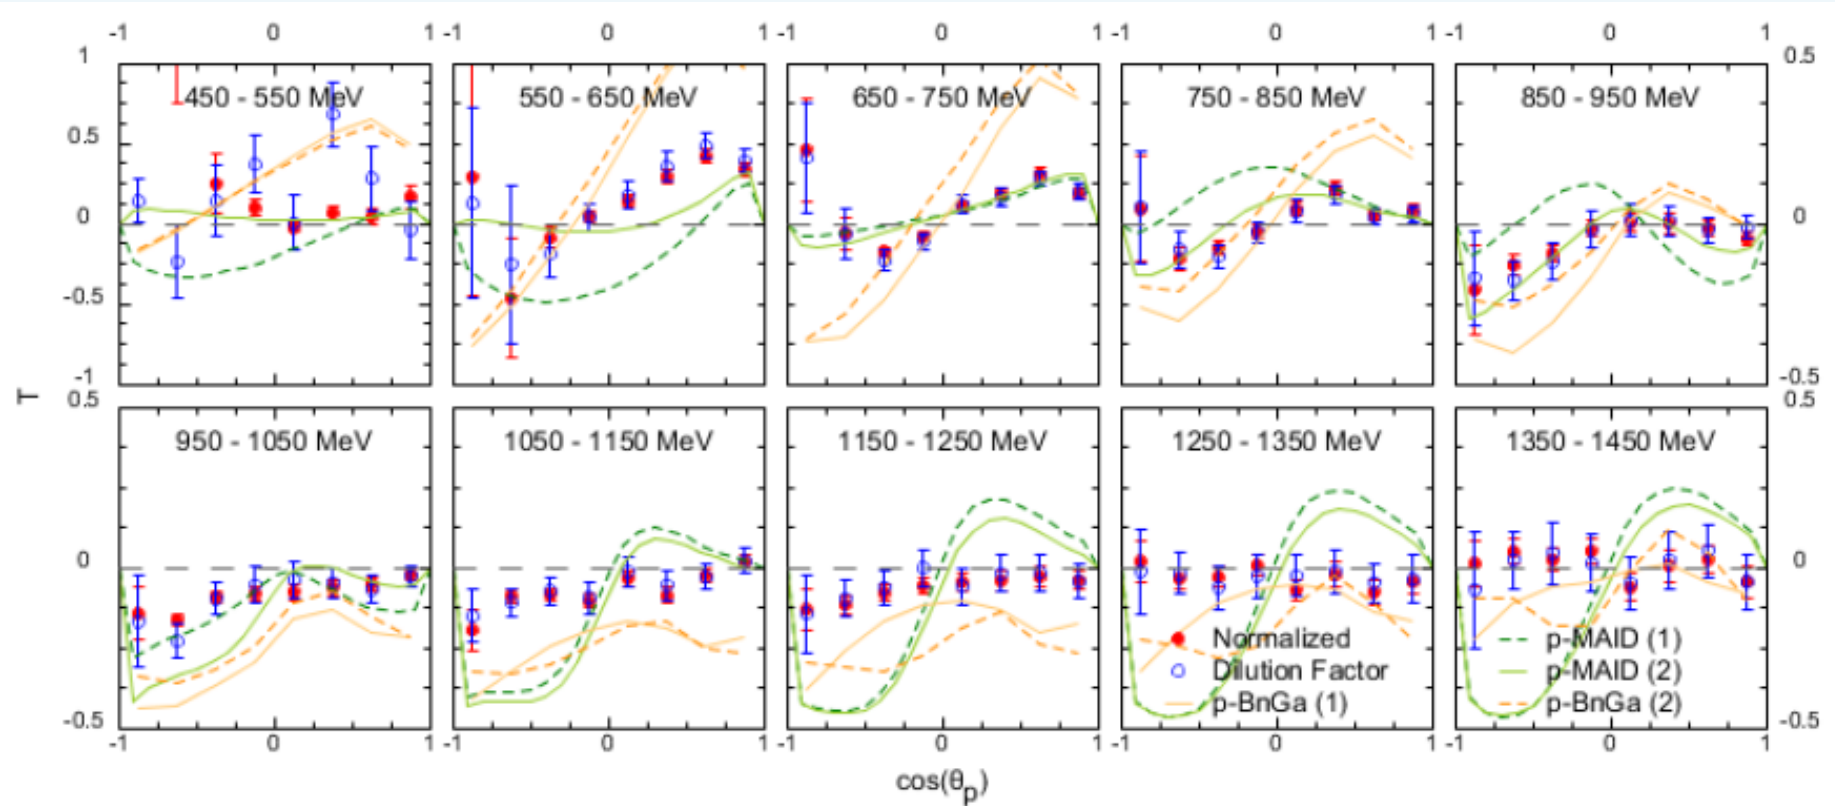 -1 0 1 -1 0 1 -1 0 1 -1 0 1 -1 0 1
1 0.5
450 - 550 MeV 550 - 650 MeV 650 - 750 MeV 750 - 850 MeV 850 - 950 MeV
0.5
0 0
-0.5
-1 -0.5
T
0.5 0.5
950 - 1050 MeV 1050 - 1150 MeV 1150 - 1250 MeV 1250 - 1350 MeV 1350 - 1450 MeV
0 0
Normalized p-MAID (1)
Dilution Factor p-MAID (2)
p-BnGa (1) p-BnGa (2)
-0.5 -0.5
-1 0 1 -1 0 1 -1 0 1 -1 0 1 -1 0 1
cos(θp)